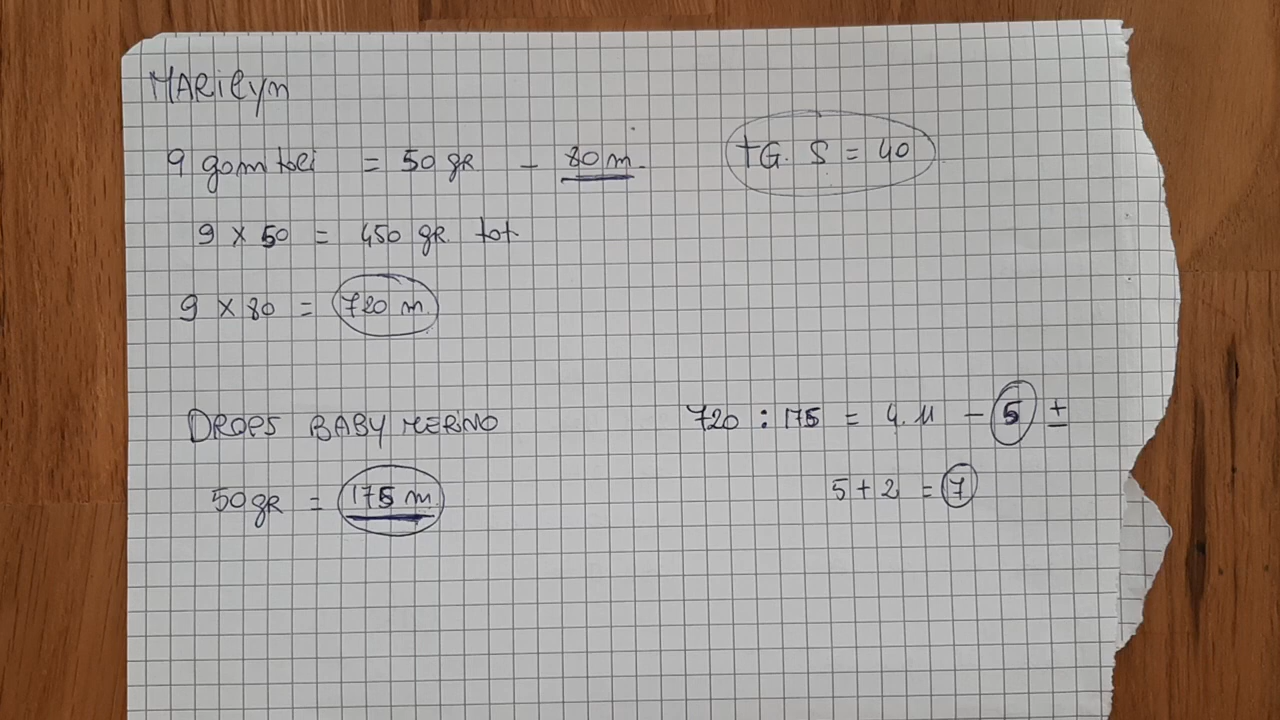 MARilyn
9 gomitoli = 50 gr - 80 m. tG. S = 40
9 x 50 = 450 gr. tot
9 x 80 = 720 m.
DROPS BABY MERINO 720 : 175 = 4.11 - 5 ±
50 gr = 175 m. 5 + 2 = 7